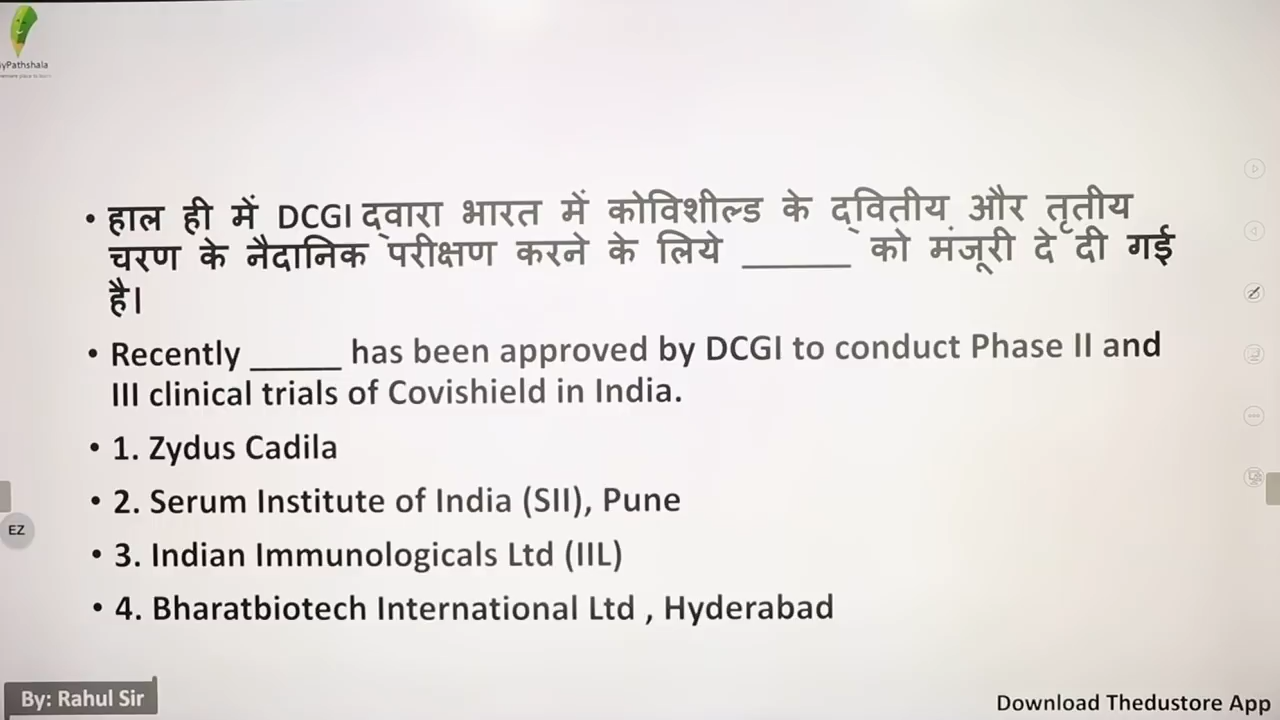 yPathshala
• हाल ही में DCGI द्वारा भारत में कोविशील्ड के द्वितीय और तृतीय
चरण के नैदानिक परीक्षण करने के लिये ______ को मंजूरी दे दी गई
है।
• Recently _____ has been approved by DCGI to conduct Phase II and
III clinical trials of Covishield in India.
• 1. Zydus Cadila
• 2. Serum Institute of India (SII), Pune
• 3. Indian Immunologicals Ltd (IIL)
• 4. Bharatbiotech International Ltd , Hyderabad
EZ
By: Rahul Sir
Download Thedustore App